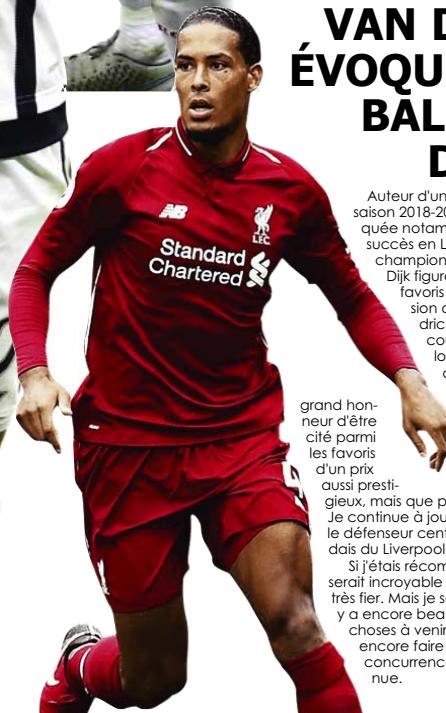 VAN D
ÉVOQU
BAL
D
Auteur d'un
saison 2018-20
quée notam
succès en L
champion
Dijk figure
favoris
sion d
dric
cou
lo
grand hon-
neur d'être
cité parmi
les favoris
d'un prix
aussi presti-
gieux, mais que p
Je continue à jou
le défenseur cent
dais du Liverpool
Si j'étais récom
serait incroyable
très fier. Mais je s
y a encore beau
choses à venir
encore faire
concurrenc
nue.
NB
L.F.C.
Standard
Chartered